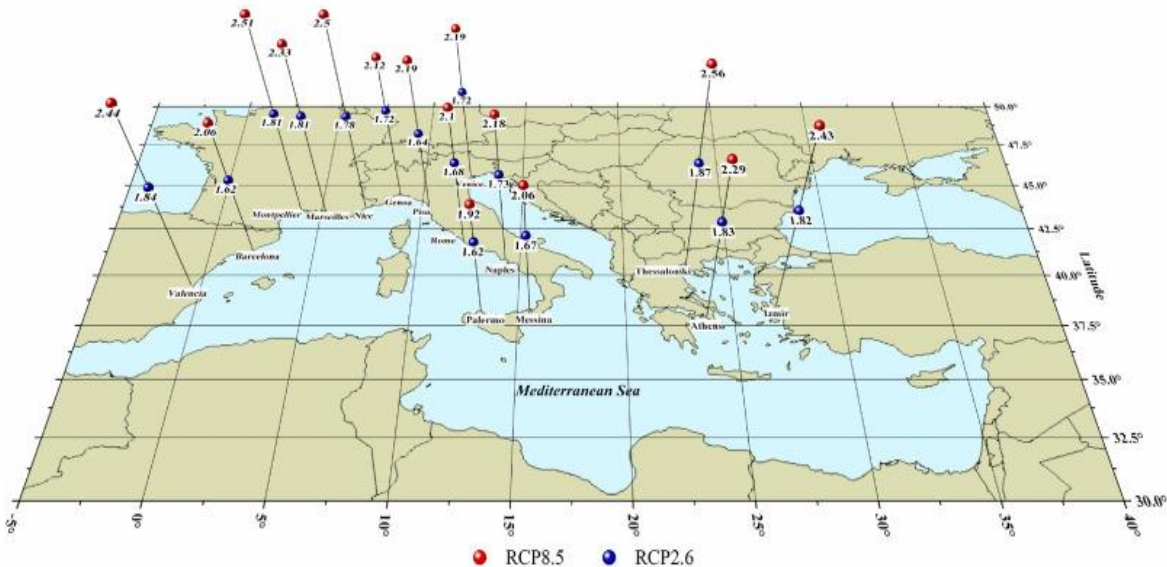 2.51
2.5
2.19
2.33
2.12
2.19
2.56
2.44
2.06
1.81
1.81
1.78
1.72
1.64
1.72
2.1
2.18
2.43
50.0°
47.5°
1.84
1.62
1.68
Venice
1.73
2.06
1.87
2.29
45.0°
Montpellier
Marseilles
Nice
Genoa
Pisa
1.92
1.83
1.82
42.5°
Barcelona
Rome
1.62
1.67
Naples
Thessaloniki
40.0°
Latitude
Valencia
Palermo
Messina
Athens
Izmir
37.5°
35.0°
Mediterranean Sea
32.5°
30.0°
-5°
0°
5°
10°
15°
20°
25°
30°
35°
40°
RCP8.5
RCP2.6